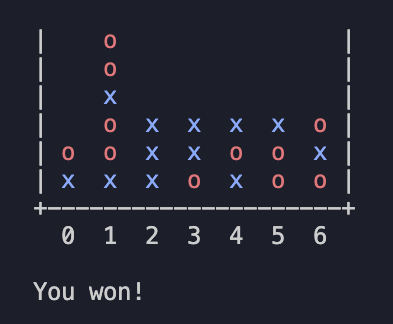 |   o           |
|   o           |
|   x           |
|   o x x x x o |
| o o x x o o x |
| x x x o x o o |
+---------------+
  0 1 2 3 4 5 6
You won!